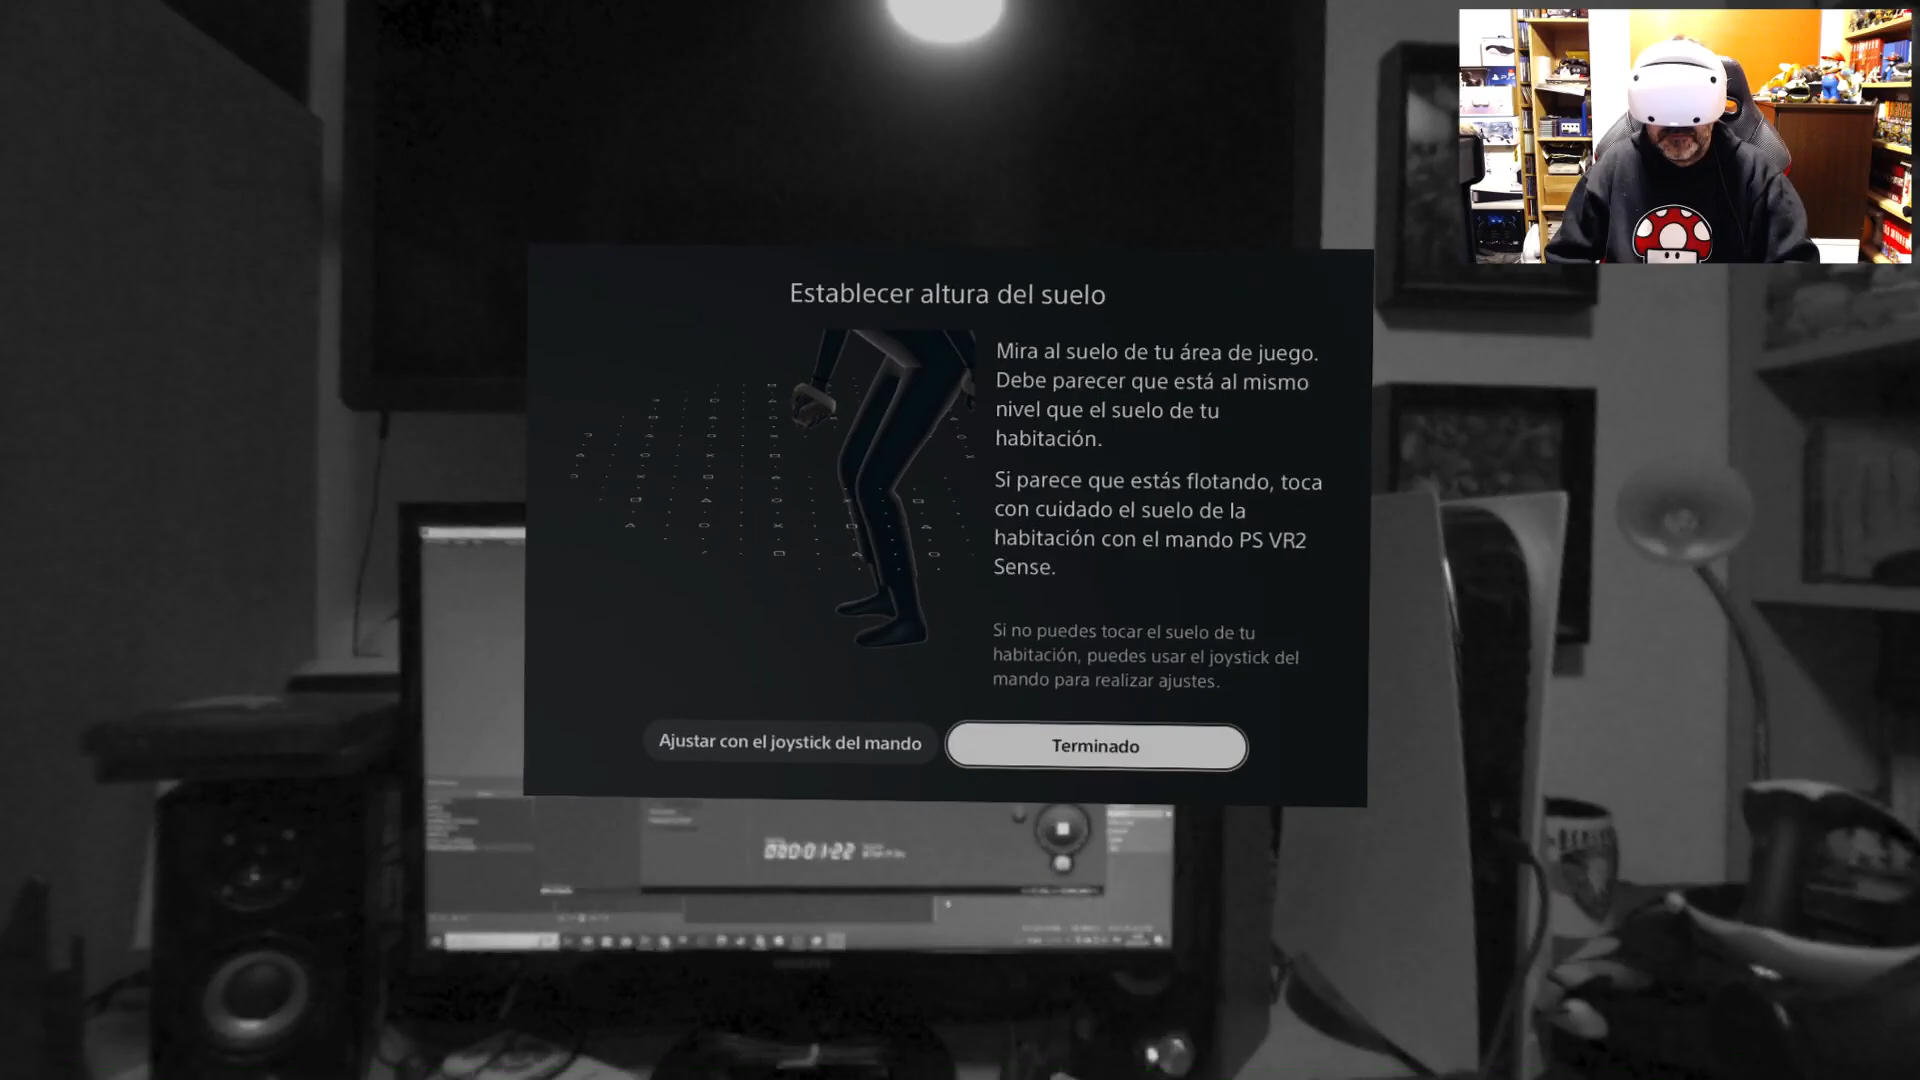 Establecer altura del suelo
Mira al suelo de tu área de juego.
Debe parecer que está al mismo
nivel que el suelo de tu
habitación.
Si parece que estás flotando, toca
con cuidado el suelo de la
habitación con el mando PS VR2
Sense.
Si no puedes tocar el suelo de tu
habitación, puedes usar el joystick del
mando para realizar ajustes.
Ajustar con el joystick del mando
Terminado